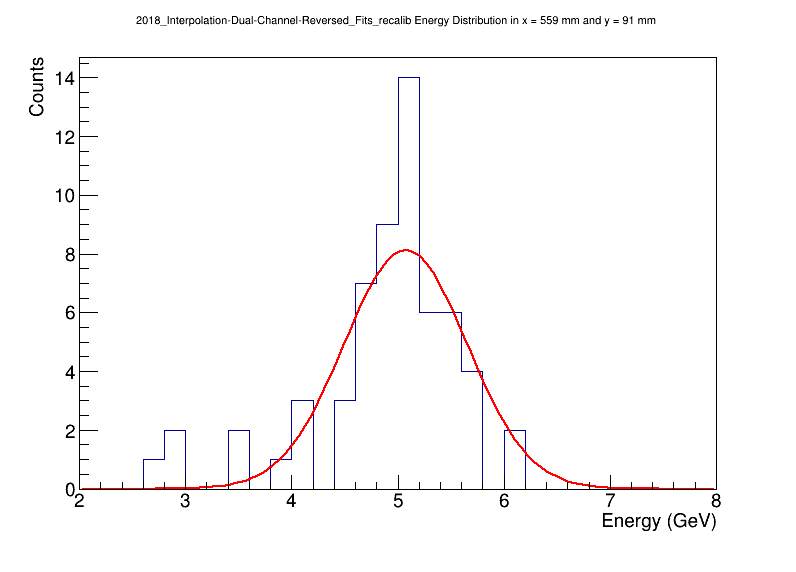 2018_Interpolation-Dual-Channel-Reversed_Fits_recalib Energy Distribution in x = 559 mm and y = 91 mm
Counts
14
12
10
8
6
4
2
0
2 3 4 5 6 7 8
Energy (GeV)